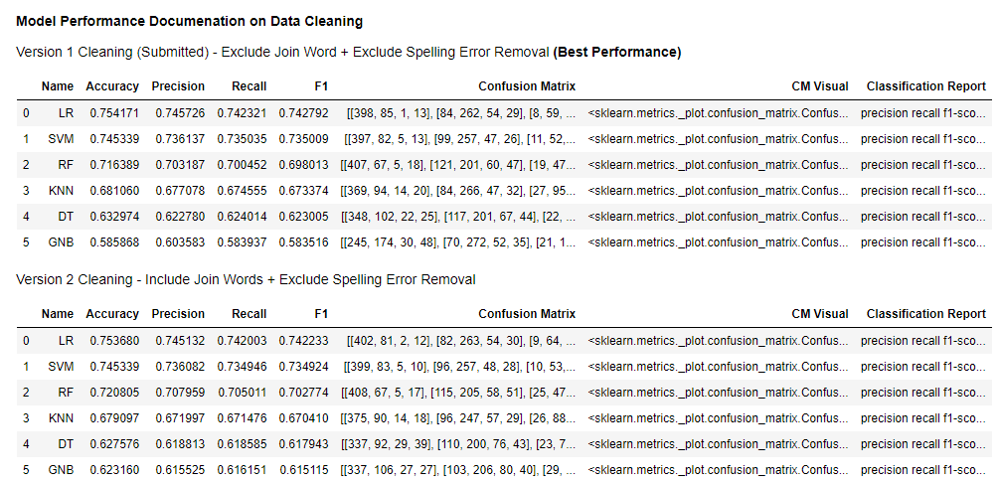 Model Performance Documenation on Data Cleaning
Version 1 Cleaning (Submitted) - Exclude Join Word + Exclude Spelling Error Removal (Best Performance)
Name Accuracy Precision Recall F1 Confusion Matrix CM Visual Classification Report
0 LR 0.754171 0.745726 0.742321 0.742792 [[398, 85, 1, 13], [84, 262, 54, 29], [8, 59, ... <sklearn.metrics._plot.confusion_matrix.Confus... precision recall f1-sco...
1 SVM 0.745339 0.736137 0.735035 0.735009 [[397, 82, 5, 13], [99, 257, 47, 26], [11, 52,... <sklearn.metrics._plot.confusion_matrix.Confus... precision recall f1-sco...
2 RF 0.716389 0.703187 0.700452 0.698013 [[407, 67, 5, 18], [121, 201, 60, 47], [19, 47... <sklearn.metrics._plot.confusion_matrix.Confus... precision recall f1-sco...
3 KNN 0.681060 0.677078 0.674555 0.673374 [[369, 94, 14, 20], [84, 266, 47, 32], [27, 95... <sklearn.metrics._plot.confusion_matrix.Confus... precision recall f1-sco...
4 DT 0.632974 0.622780 0.624014 0.623005 [[348, 102, 22, 25], [117, 201, 67, 44], [22, ... <sklearn.metrics._plot.confusion_matrix.Confus... precision recall f1-sco...
5 GNB 0.585868 0.603583 0.583937 0.583516 [[245, 174, 30, 48], [70, 272, 52, 35], [21, 1... <sklearn.metrics._plot.confusion_matrix.Confus... precision recall f1-sco...
Version 2 Cleaning - Include Join Words + Exclude Spelling Error Removal
Name Accuracy Precision Recall F1 Confusion Matrix CM Visual Classification Report
0 LR 0.753680 0.745132 0.742003 0.742233 [[402, 81, 2, 12], [82, 263, 54, 30], [9, 64, ... <sklearn.metrics._plot.confusion_matrix.Confus... precision recall f1-sco...
1 SVM 0.745339 0.736082 0.734946 0.734924 [[399, 83, 5, 10], [96, 257, 48, 28], [10, 53,... <sklearn.metrics._plot.confusion_matrix.Confus... precision recall f1-sco...
2 RF 0.720805 0.707959 0.705011 0.702774 [[408, 67, 5, 17], [115, 205, 58, 51], [25, 47... <sklearn.metrics._plot.confusion_matrix.Confus... precision recall f1-sco...
3 KNN 0.679097 0.671997 0.671476 0.670410 [[375, 90, 14, 18], [96, 247, 57, 29], [26, 88... <sklearn.metrics._plot.confusion_matrix.Confus... precision recall f1-sco...
4 DT 0.627576 0.618813 0.618585 0.617943 [[337, 92, 29, 39], [110, 200, 76, 43], [23, 7... <sklearn.metrics._plot.confusion_matrix.Confus... precision recall f1-sco...
5 GNB 0.623160 0.615525 0.616151 0.615115 [[337, 106, 27, 27], [103, 206, 80, 40], [29, ... <sklearn.metrics._plot.confusion_matrix.Confus... precision recall f1-sco...